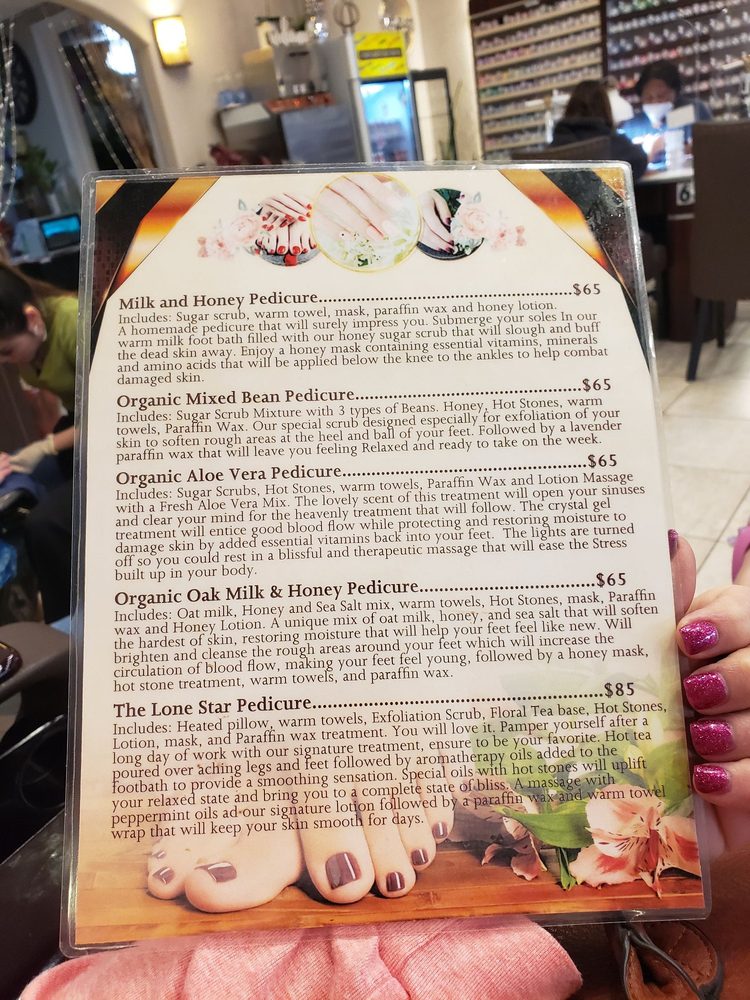 Milk and Honey Pedicure...............................................................$65
Includes: Sugar scrub, warm towel, mask, paraffin wax and honey lotion.
A homemade pedicure that will surely impress you. Submerge your soles In our
warm milk foot bath filled with our honey sugar scrub that will slough and buff
the dead skin away. Enjoy a honey mask containing essential vitamins, minerals
and amino acids that will be applied below the knee to the ankles to help combat
damaged skin.
Organic Mixed Bean Pedicure.......................................................$65
Includes: Sugar Scrub Mixture with 3 types of Beans. Honey, Hot Stones, warm
towels, Paraffin Wax. Our special scrub designed especially for exfoliation of your
skin to soften rough areas at the heel and ball of your feet. Followed by a lavender
paraffin wax that will leave you feeling Relaxed and ready to take on the week.
Organic Aloe Vera Pedicure...........................................................$65
Includes: Sugar Scrubs, Hot Stones, warm towels, Paraffin Wax and Lotion Massage
with a Fresh Aloe Vera Mix. The lovely scent of this treatment will open your sinuses
and clear your mind for the heavenly treatment that will follow. The crystal gel
treatment will entice good blood flow while protecting and restoring moisture to
damage skin by added essential vitamins back into your feet. The lights are turned
off so you could rest in a blissful and therapeutic massage that will ease the Stress
built up in your body.
Organic Oak Milk & Honey Pedicure..........................................$65
Includes: Oat milk, Honey and Sea Salt mix, warm towels, Hot Stones, mask, Paraffin
wax and Honey Lotion. A unique mix of oat milk, honey, and sea salt that will soften
the hardest of skin, restoring moisture that will help your feet feel like new. Will
brighten and cleanse the rough areas around your feet which will increase the
circulation of blood flow, making your feet feel young, followed by a honey mask,
hot stone treatment, warm towels, and paraffin wax.
The Lone Star Pedicure..................................................................$85
Includes: Heated pillow, warm towels, Exfoliation Scrub, Floral Tea base, Hot Stones,
Lotion, mask, and Paraffin wax treatment. You will love it. Pamper yourself after a
long day of work with our signature treatment, ensure to be your favorite. Hot tea
poured over aching legs and feet followed by aromatherapy oils added to the
footbath to provide a smoothing sensation. Special oils with hot stones will uplift
your relaxed state and bring you to a complete state of bliss. A massage with
peppermint oils ad our signature lotion followed by a paraffin wax and warm towel
wrap that will keep your skin smooth for days.
6